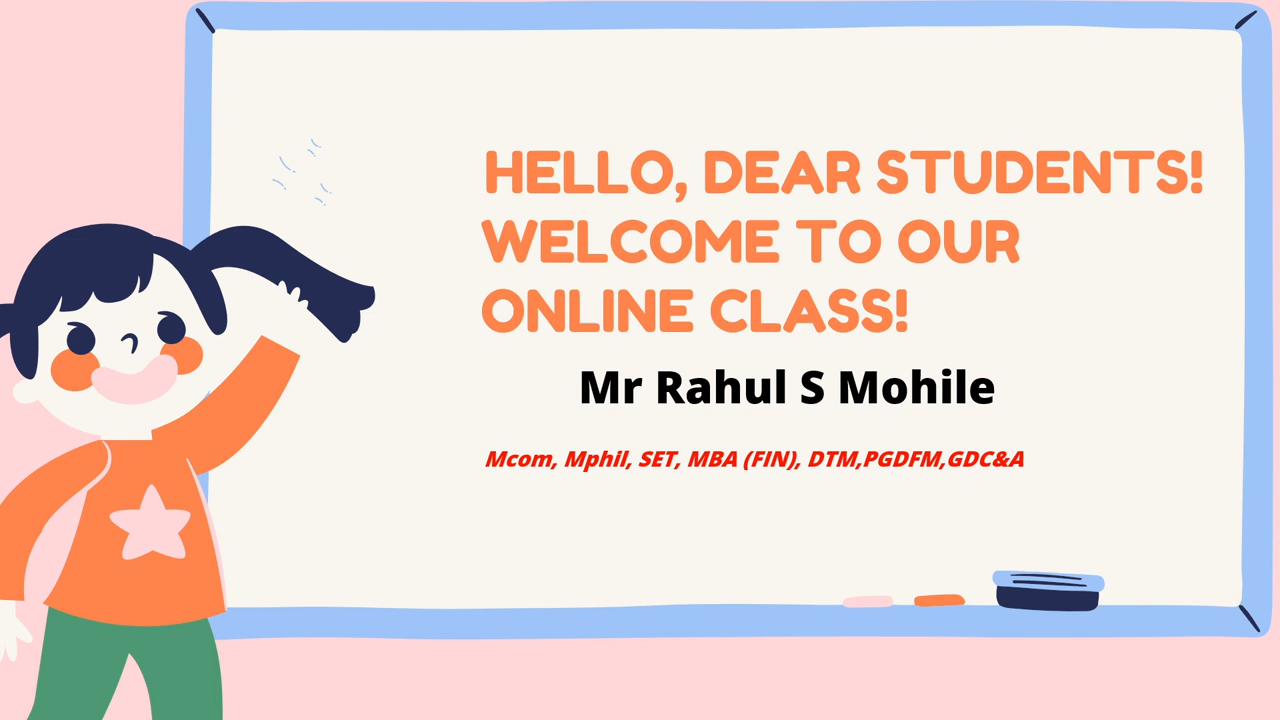 HELLO, DEAR STUDENTS!
WELCOME TO OUR
ONLINE CLASS!
Mr Rahul S Mohile
Mcom, Mphil, SET, MBA (FIN), DTM,PGDFM,GDC&A